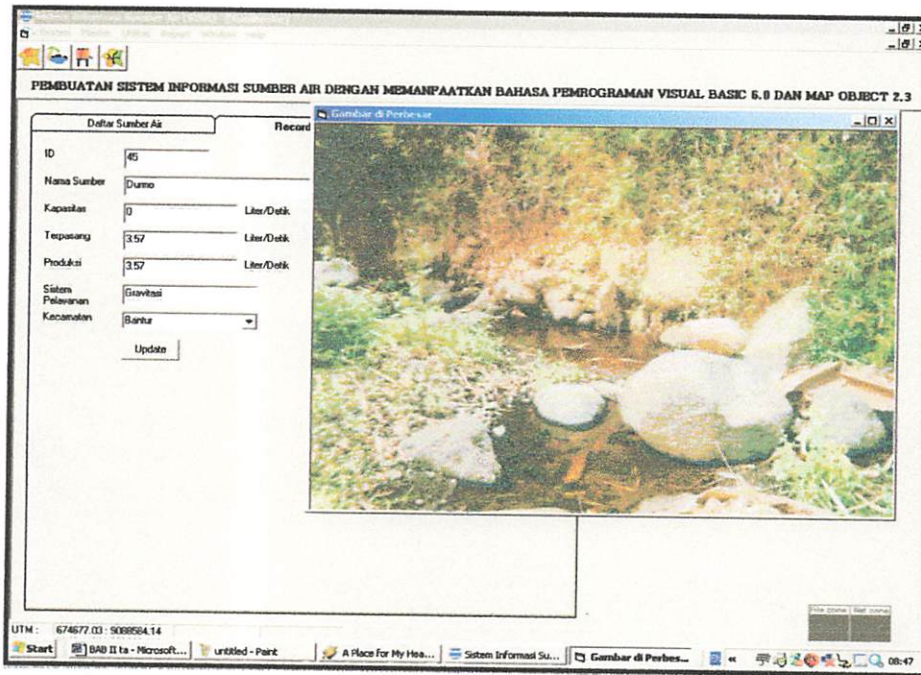 PEMBUATAN SISTEM INFORMASI SUMBER AIR DENGAN MEMANPAATKAN BAHASA PEMROGRAMAN VISUAL BASIC 6.0 DAN MAP OBJECT 2.3
Daftar Sumber Air
Record
Gambar di Perbesar
ID 45
Nama Sumber Durmo
Kapasitas 0 Liter/Detik
Terpasang 3.57 Liter/Detik
Produksi 3.57 Liter/Detik
Sistem
Pelayanan Gravitasi
Kecamatan Bantur
Update
UTM : 674677.03 : 9088584.14
Start BAB II ta - Microsoft... untitled - Paint A Place for My Hea... Sistem Informasi Su... Gambar di Perbes... « 08:47